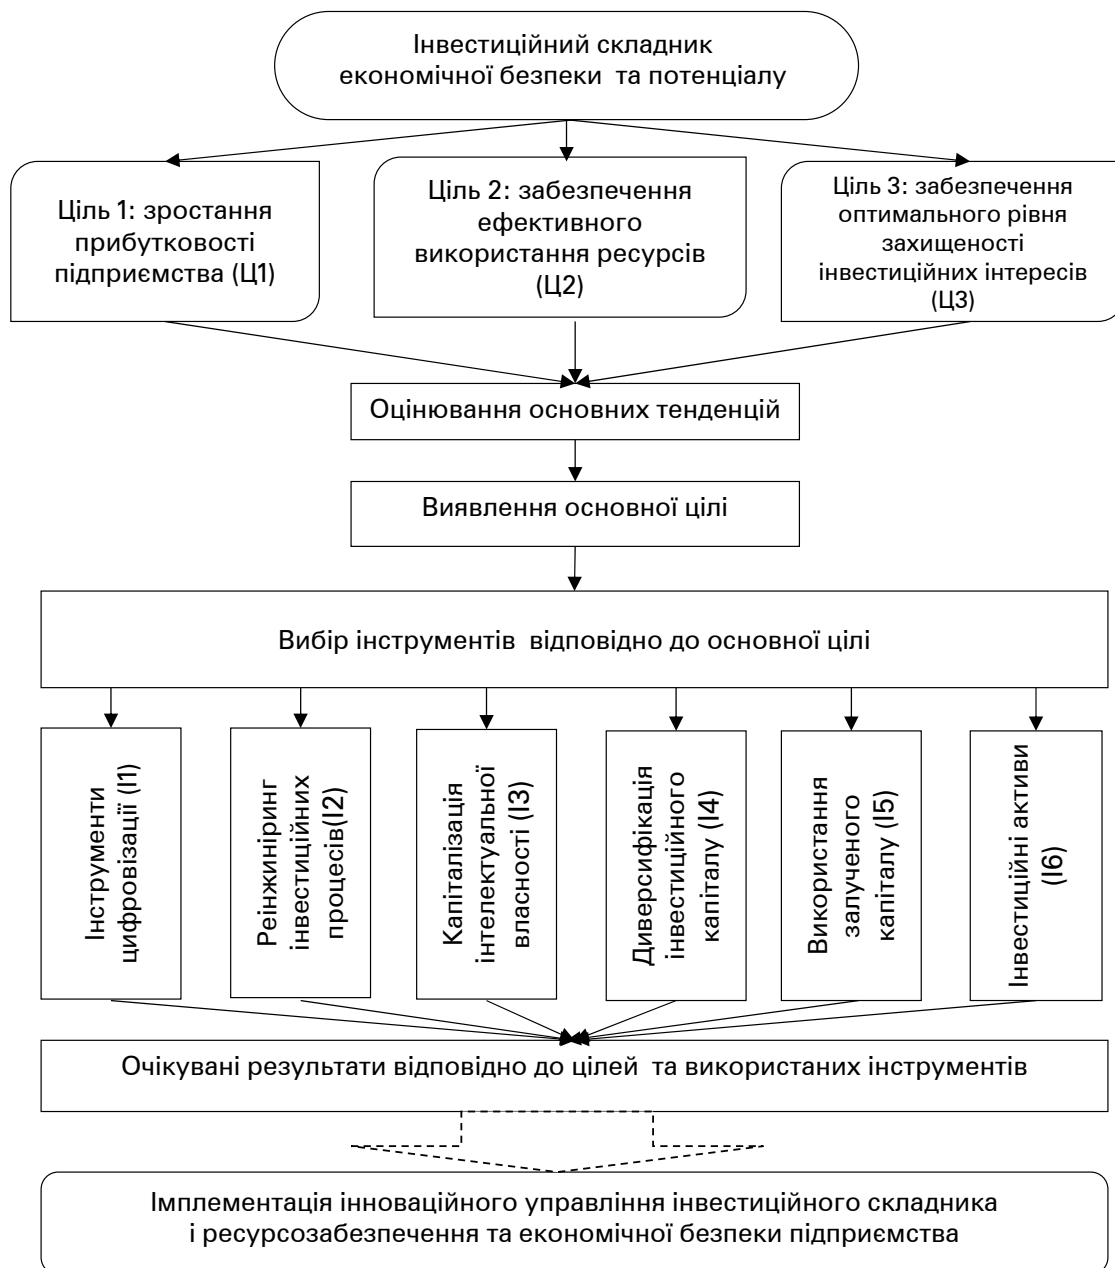 Інвестиційний складник
економічної безпеки та потенціалу
Ціль 1: зростання
прибутковості
підприємства (Ц1)
Ціль 2: забезпечення
ефективного
використання ресурсів
(Ц2)
Ціль 3: забезпечення
оптимального рівня
захищеності
інвестиційних інтересів
(Ц3)
Оцінювання основних тенденцій
Виявлення основної цілі
Вибір інструментів відповідно до основної цілі
Інструменти
цифровізації (І1)
Реінжиніринг
інвестиційних
процесів(І2)
Капіталізація
інтелектуальної
власності (І3)
Диверсифікація
інвестиційного
капіталу (І4)
Використання
залученого
капіталу (І5)
Інвестиційні активи
(І6)
Очікувані результати відповідно до цілей та використаних інструментів
Імплементація інноваційного управління інвестиційного складника
і ресурсозабезпечення та економічної безпеки підприємства